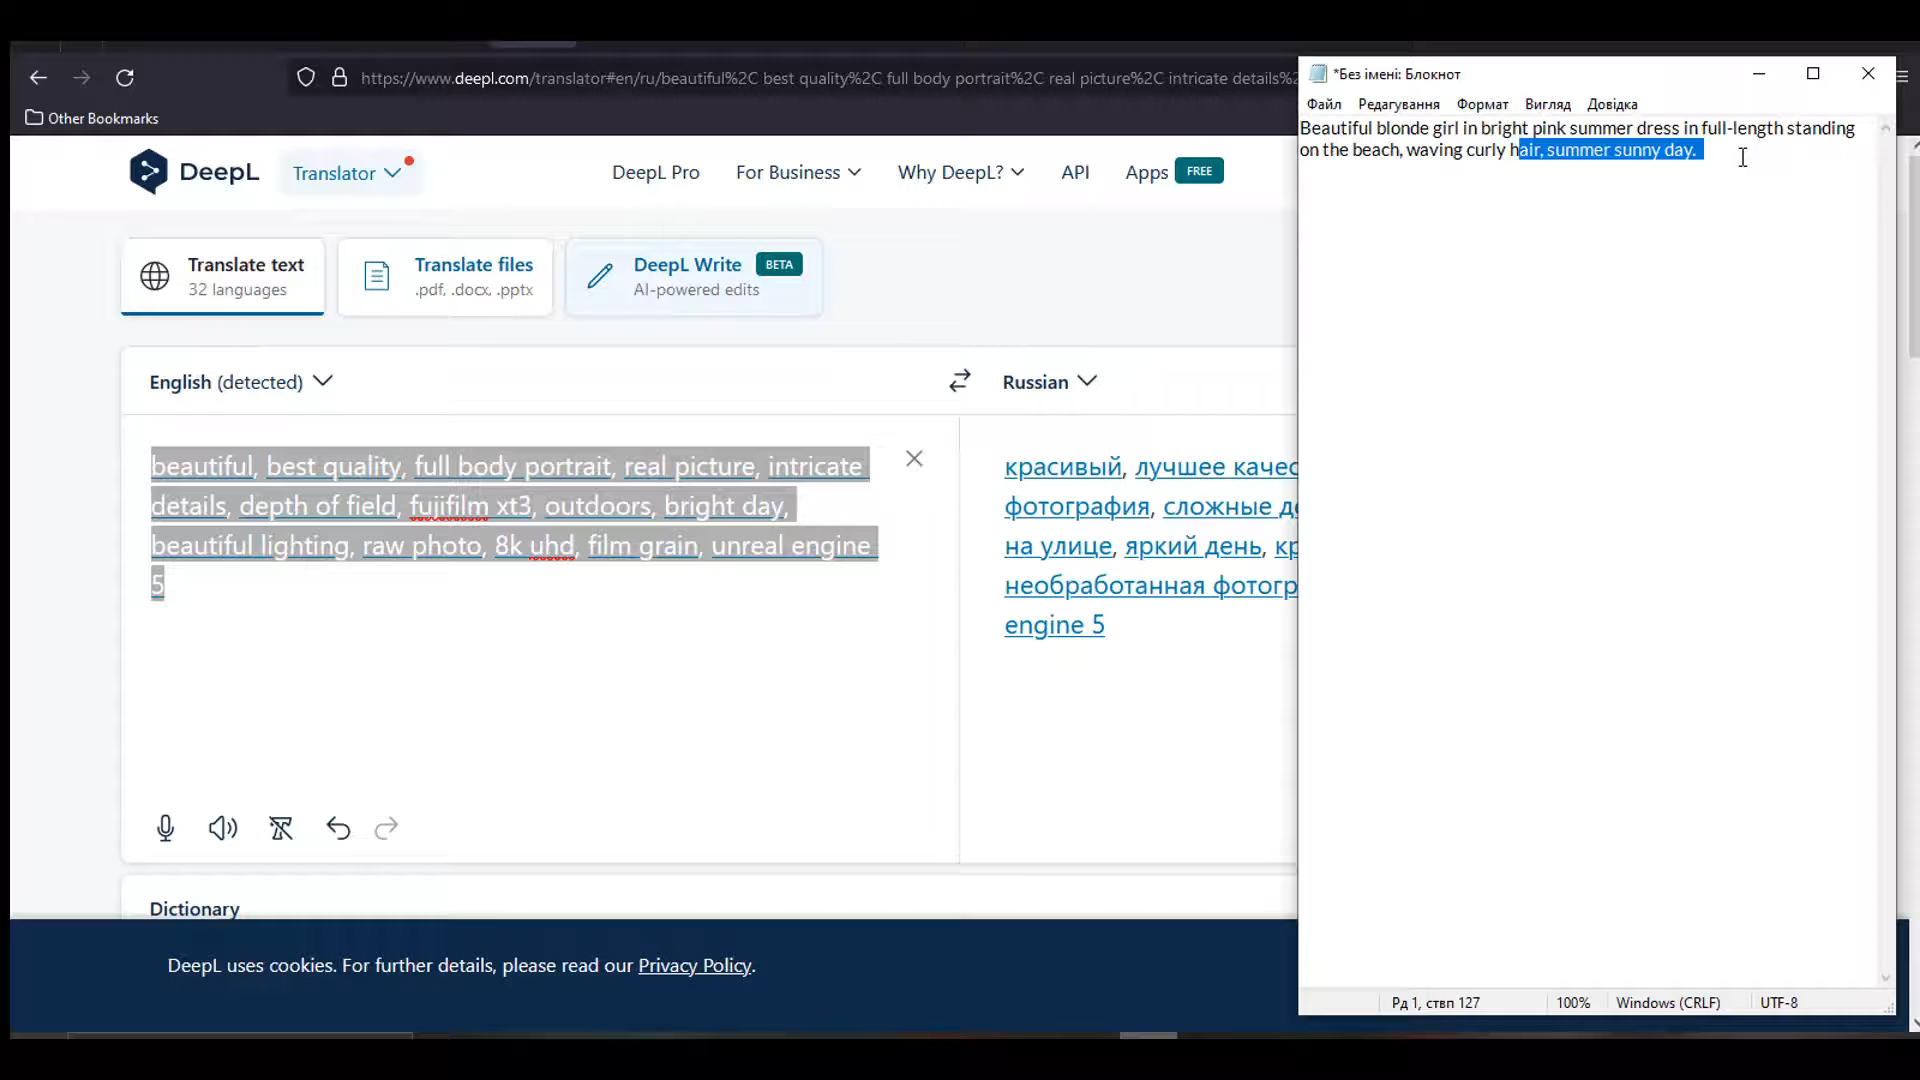 https://www.deepl.com/translator#en/ru/beautiful%2C best quality%2C full body portrait%2C real picture%2C intricate details%
Other Bookmarks
DeepL
Translator
DeepL Pro
For Business
Why DeepL?
API
Apps FREE
Translate text
32 languages
Translate files
.pdf, .docx, .pptx
DeepL Write BETA
AI-powered edits
English (detected)
Russian
beautiful, best quality, full body portrait, real picture, intricate
details, depth of field, fujifilm xt3, outdoors, bright day,
beautiful lighting, raw photo, 8k uhd, film grain, unreal engine
5
красивый, лучшее качес
фотография, сложные де
на улице, яркий день, кр
необработанная фотогр
engine 5
Dictionary
DeepL uses cookies. For further details, please read our Privacy Policy.
*Без імені: Блокнот
Файл Редагування Формат Вигляд Довідка
Beautiful blonde girl in bright pink summer dress in full-length standing
on the beach, waving curly hair, summer sunny day.
Рд 1, ствп 127
100%
Windows (CRLF)
UTF-8